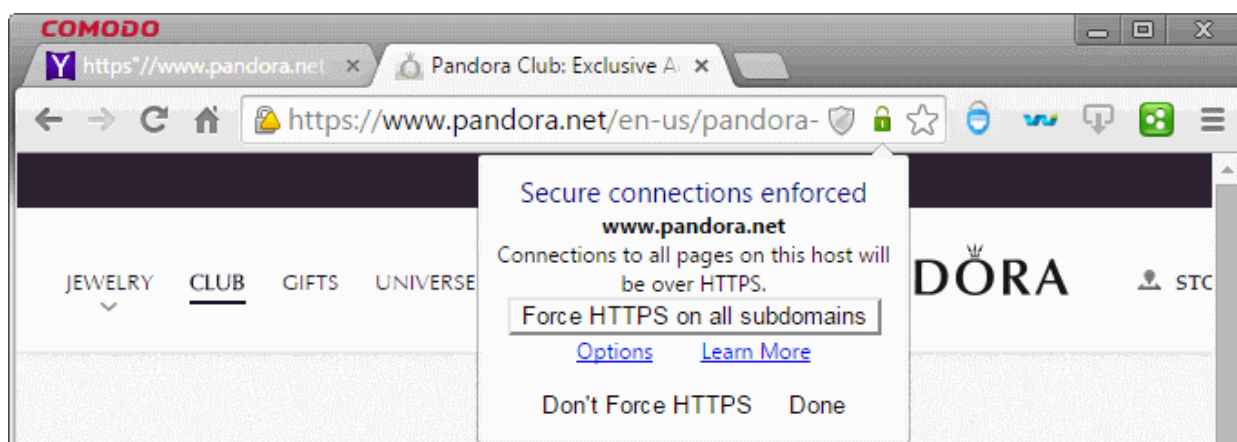 COMODO
https"//www.pandora.net
Pandora Club: Exclusive A
https://www.pandora.net/en-us/pandora-
Secure connections enforced
www.pandora.net
Connections to all pages on this host will
be over HTTPS.
Force HTTPS on all subdomains
Options Learn More
Don't Force HTTPS Done
JEWELRY CLUB GIFTS UNIVERSE DORA STO